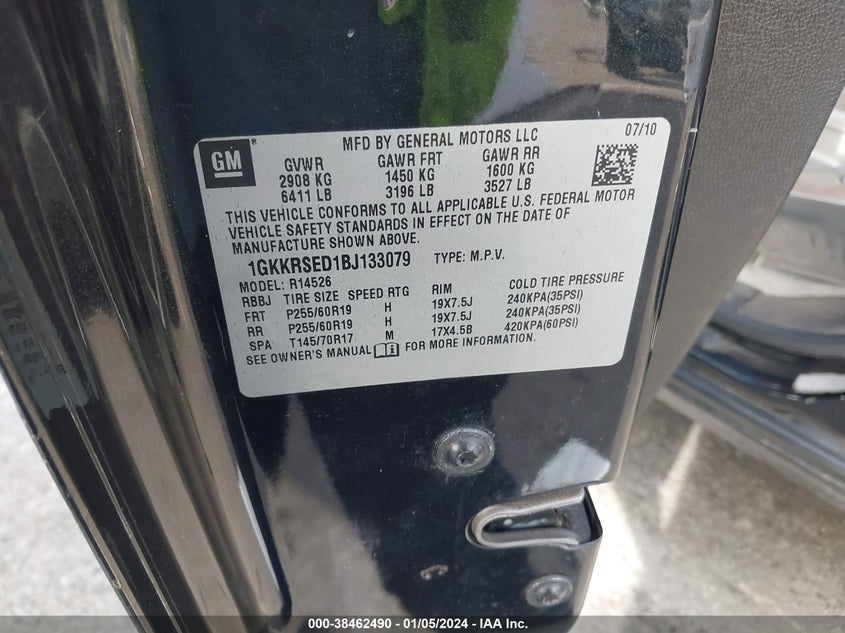 GM
MFD BY GENERAL MOTORS LLC 07/10
GVWR GAWR FRT GAWR RR
2908 KG 1450 KG 1600 KG
6411 LB 3196 LB 3527 LB
THIS VEHICLE CONFORMS TO ALL APPLICABLE U.S. FEDERAL MOTOR
VEHICLE SAFETY STANDARDS IN EFFECT ON THE DATE OF
MANUFACTURE SHOWN ABOVE.
1GKKRSED1BJ133079 TYPE: M.P.V.
MODEL: R14526
RBBJ TIRE SIZE SPEED RTG RIM COLD TIRE PRESSURE
FRT P255/60R19 H 19X7.5J 240KPA(35PSI)
RR P255/60R19 H 19X7.5J 240KPA(35PSI)
SPA T145/70R17 M 17X4.5B 420KPA(60PSI)
SEE OWNER'S MANUAL FOR MORE INFORMATION.
000-38462490 - 01/05/2024 - IAA Inc.